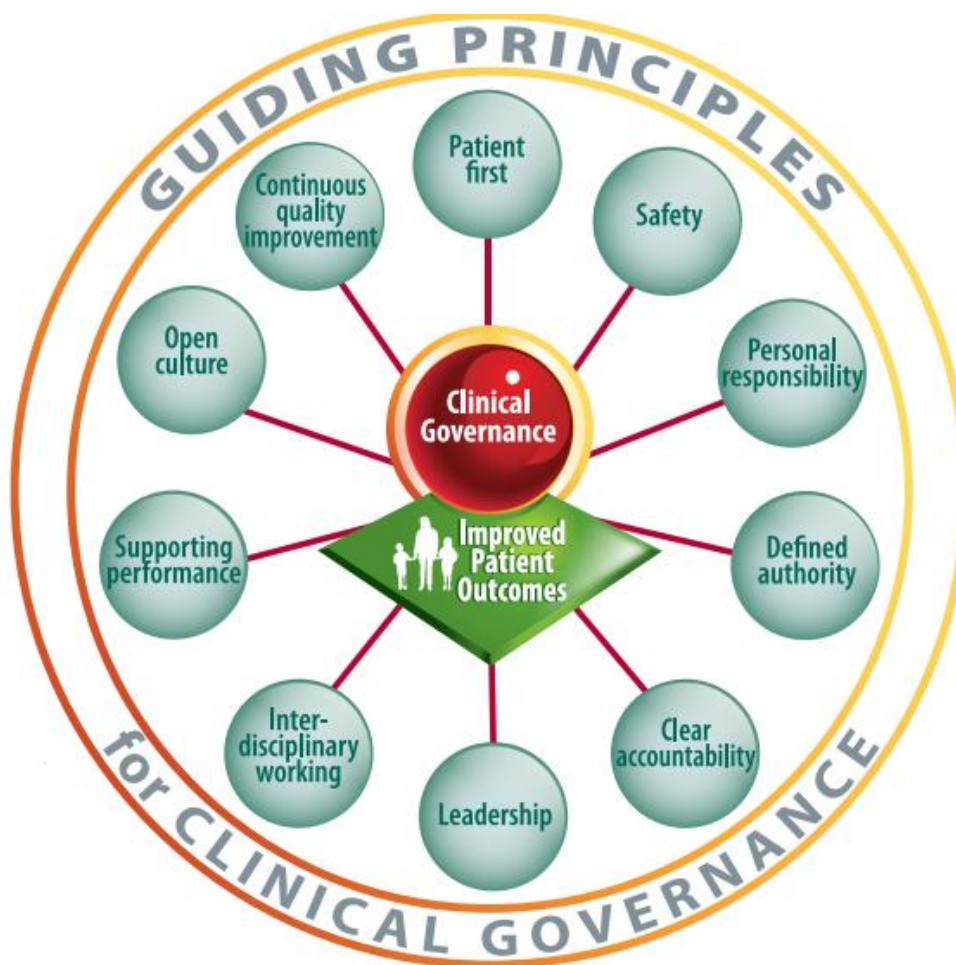 GUIDING PRINCIPLES
Patient
first
Safety
Personal
responsibility
Defined
authority
Clear
accountability
Leadership
Inter-
disciplinary
working
Supporting
performance
Open
culture
Continuous
quality
improvement
Clinical
Governance
Improved
Patient
Outcomes
for CLINICAL GOVERNANCE